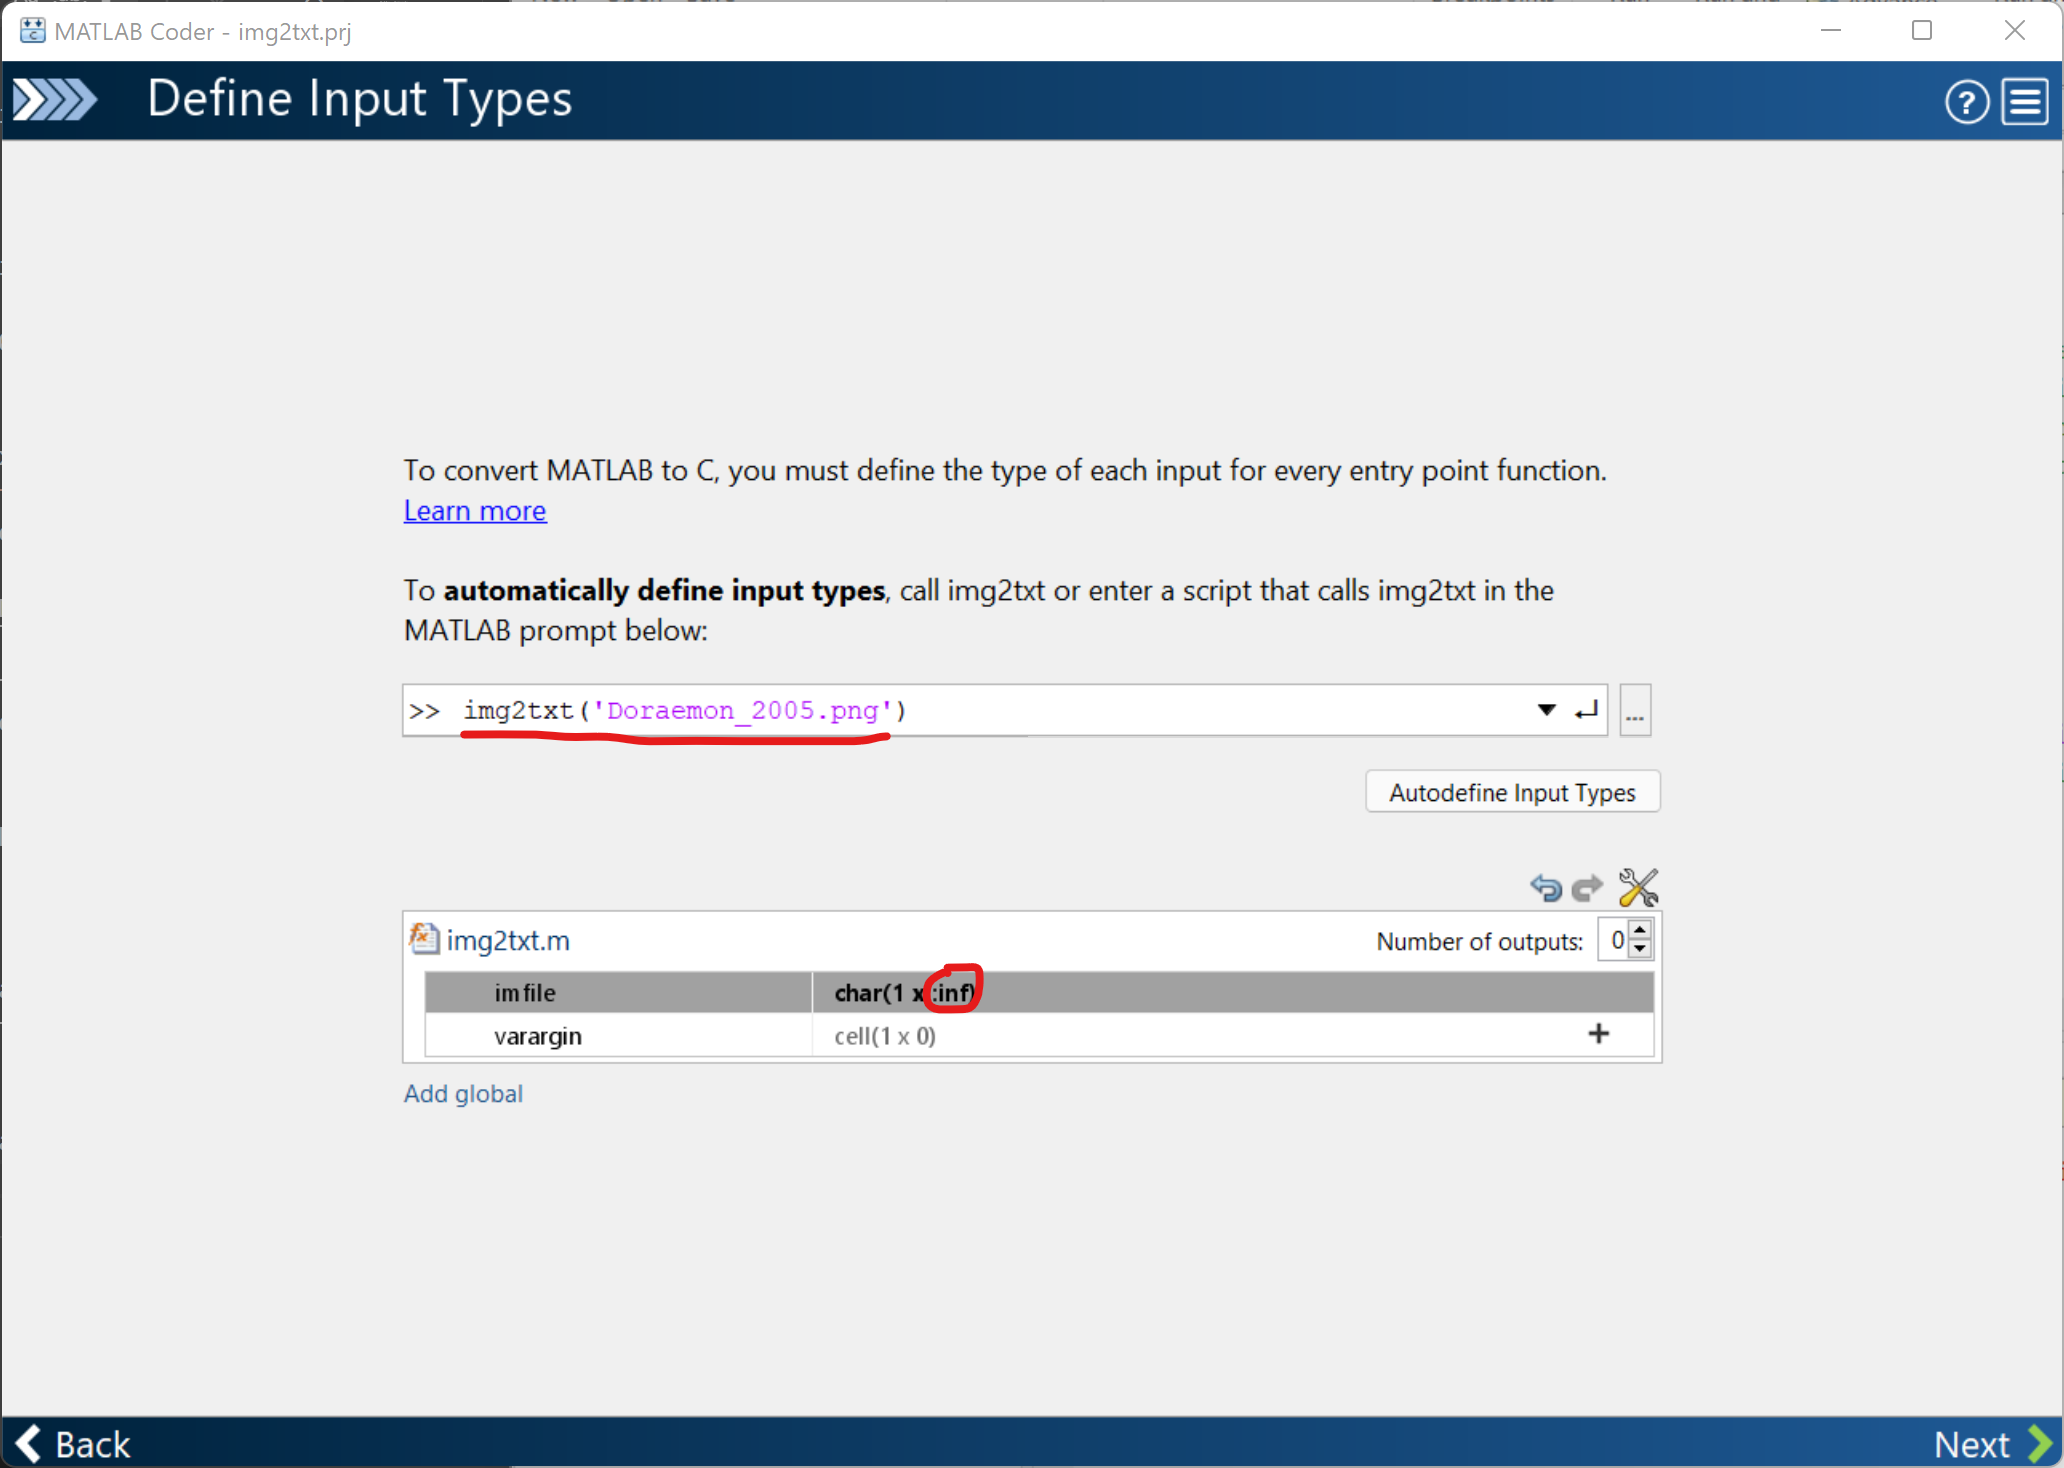 MATLAB Coder - img2txt.prj
Define Input Types
To convert MATLAB to C, you must define the type of each input for every entry point function.
Learn more
To automatically define input types, call img2txt or enter a script that calls img2txt in the
MATLAB prompt below:
>> img2txt('Doraemon_2005.png')
...
Autodefine Input Types
img2txt.m
Number of outputs: 0
imfile char(1 x :inf)
varargin cell(1 x 0) +
Add global
Back
Next